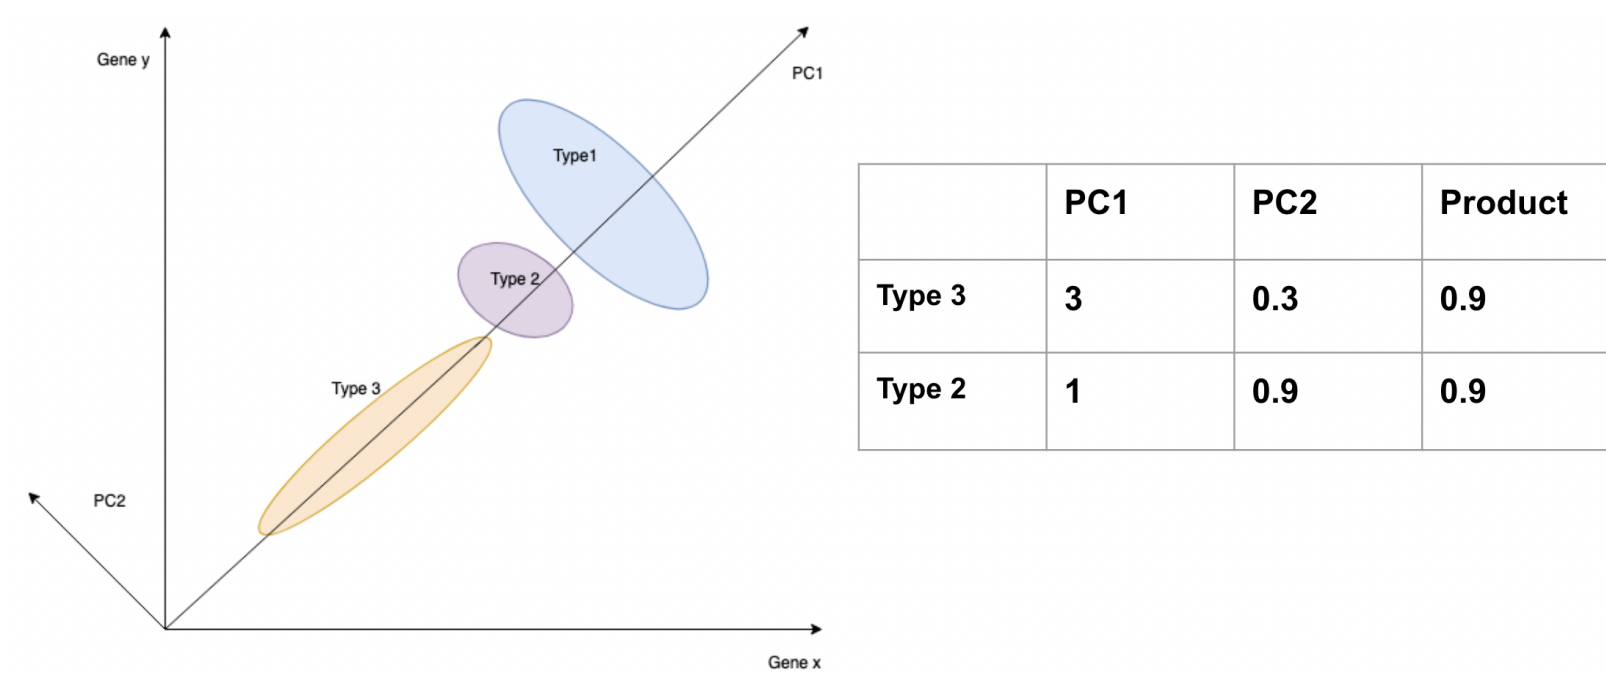 Gene y
PC1
Type1
Type 2
Type 3
PC2
Gene x
PC1 PC2 Product
Type 3 3 0.3 0.9
Type 2 1 0.9 0.9